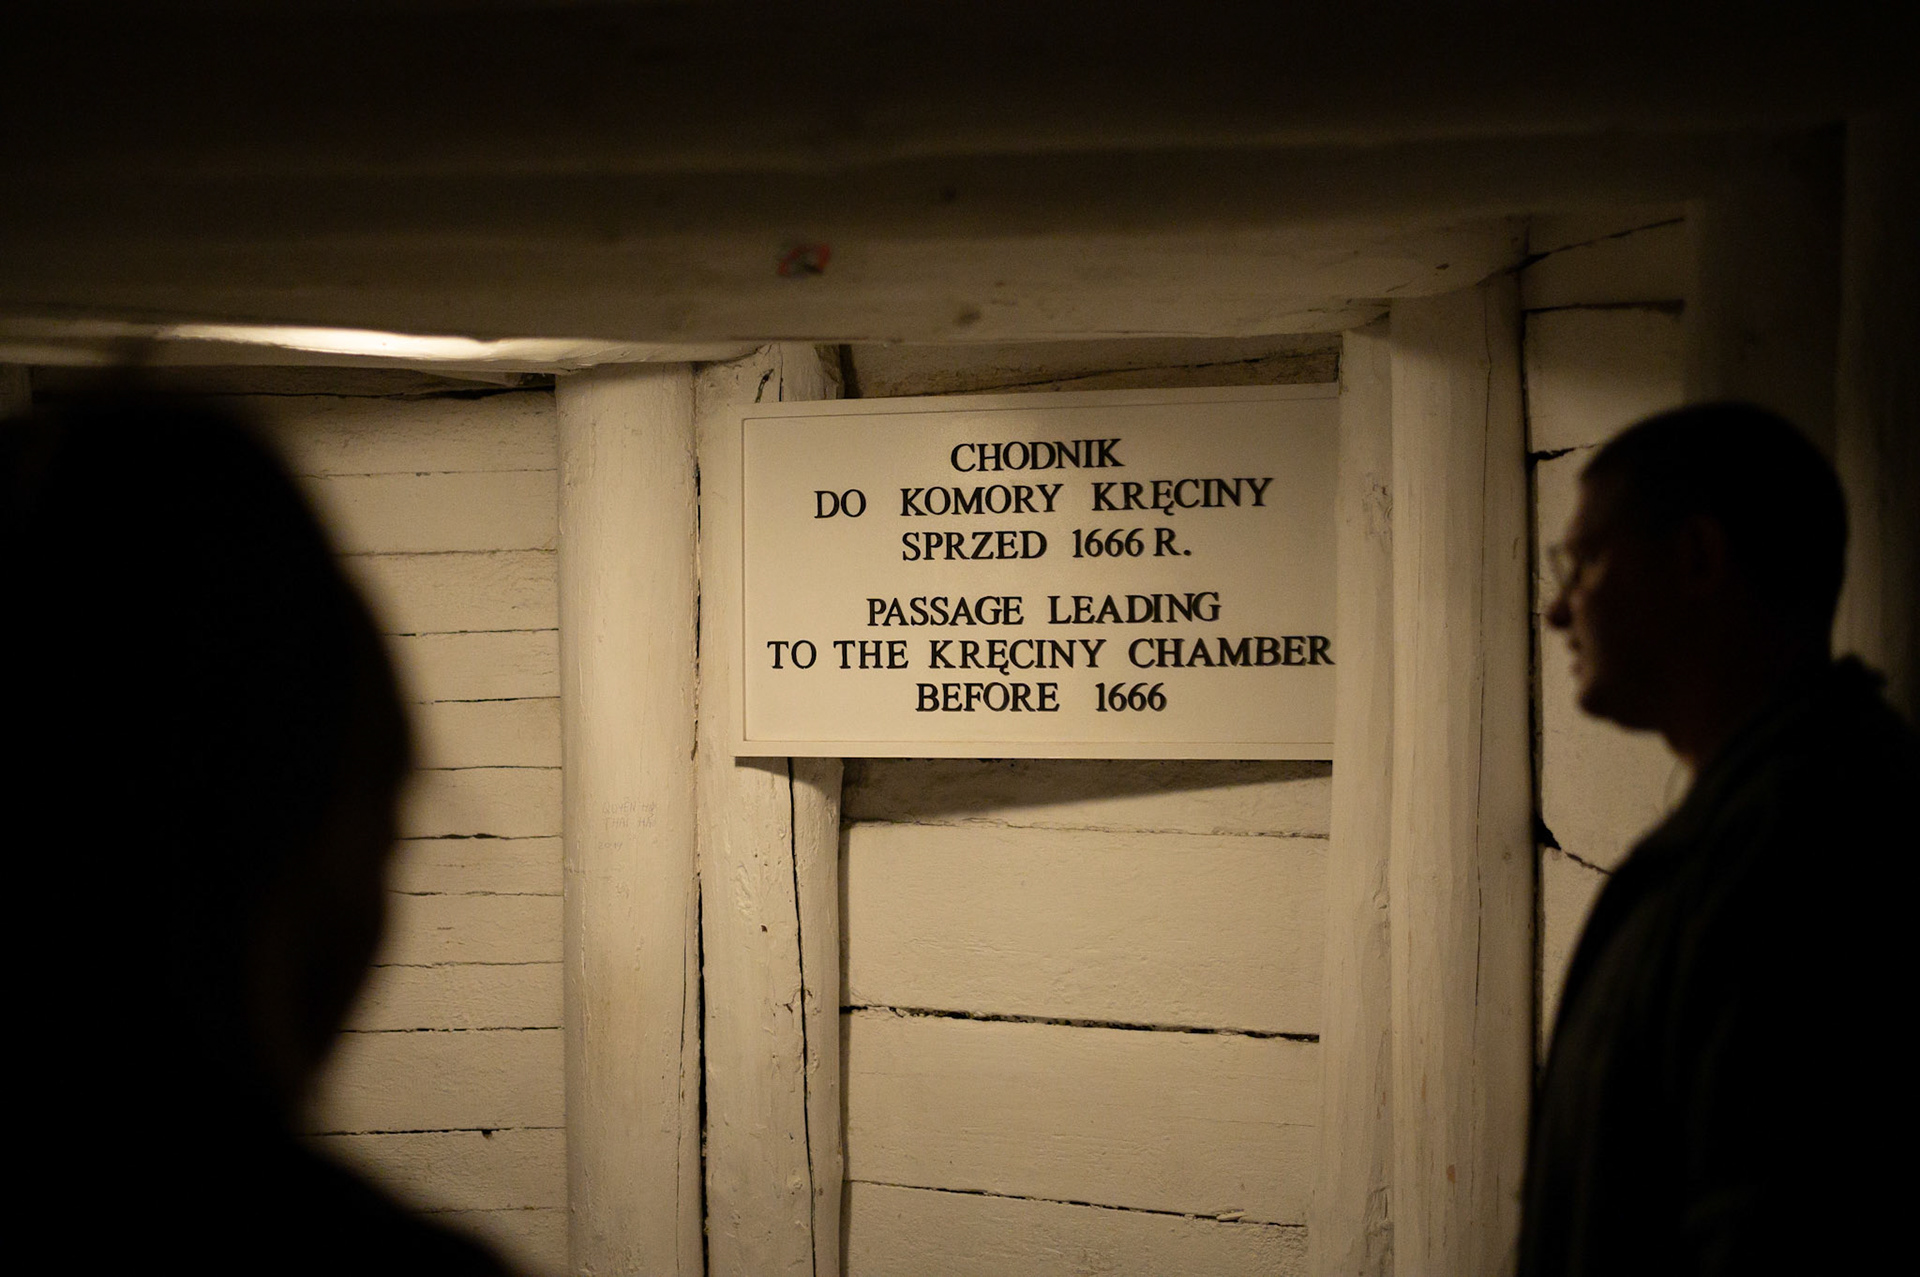 CHODNIK
DO KOMORY KRĘCINY
SPRZED 1666 R.
PASSAGE LEADING
TO THE KRĘCINY CHAMBER
BEFORE 1666